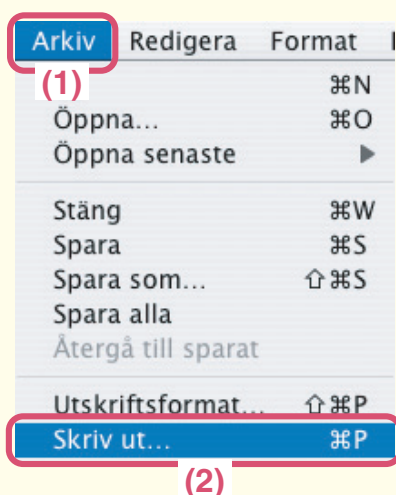 Arkiv Redigera Format
(1) ⌘N
Öppna... ⌘O
Öppna senaste ▶
Stäng ⌘W
Spara ⌘S
Spara som... ⇧⌘S
Spara alla
Återgå till sparat
Utskriftsformat... ⇧⌘P
Skriv ut... ⌘P
(2)